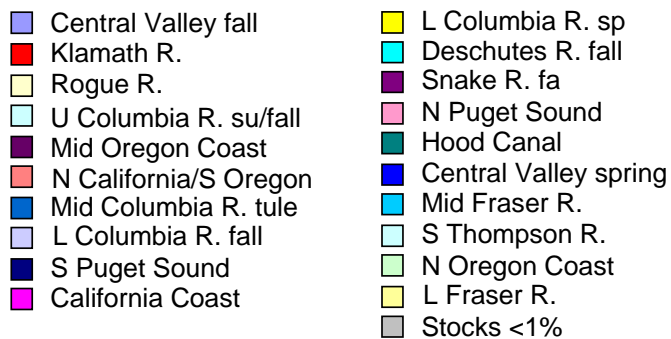 Central Valley fall
Klamath R.
Rogue R.
U Columbia R. su/fall
Mid Oregon Coast
N California/S Oregon
Mid Columbia R. tule
L Columbia R. fall
S Puget Sound
California Coast
L Columbia R. sp
Deschutes R. fall
Snake R. fa
N Puget Sound
Hood Canal
Central Valley spring
Mid Fraser R.
S Thompson R.
N Oregon Coast
L Fraser R.
Stocks <1%